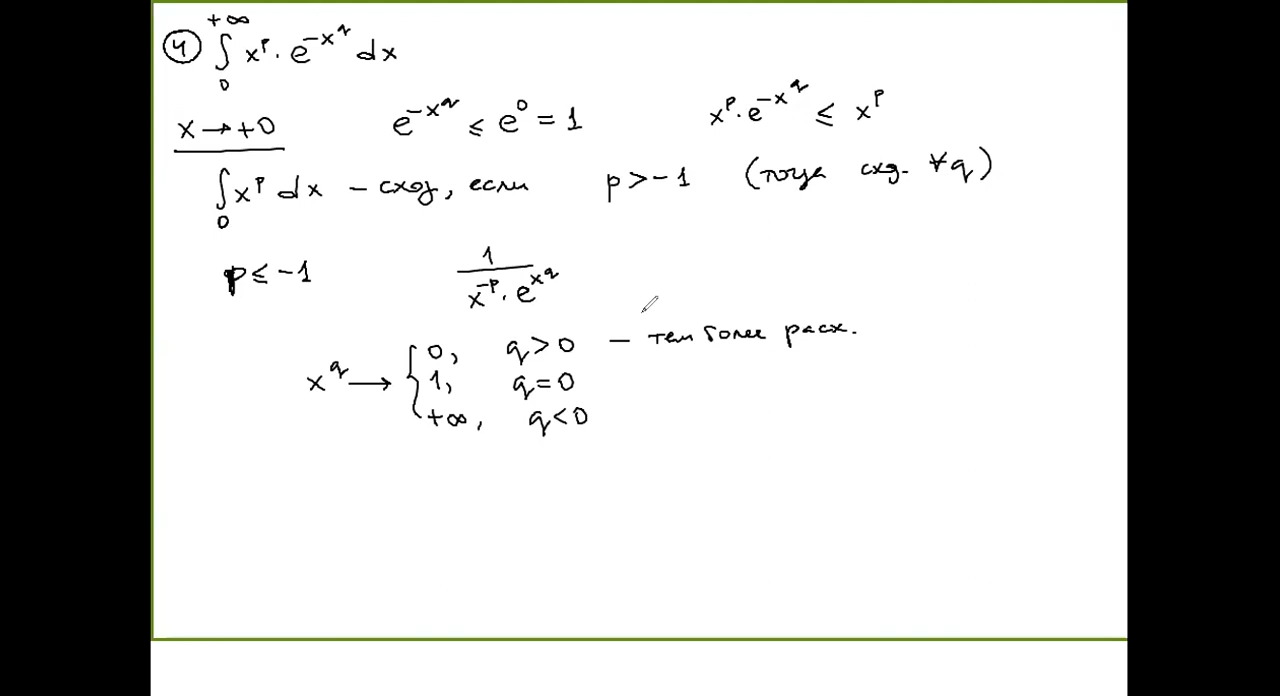 ④ ∫₀^{+∞} x^p · e^{-x^q} dx
x → +0 e^{-x^q} ≤ e^0 = 1 x^p · e^{-x^q} ≤ x^p
∫₀ x^p dx – сход, если p > -1 (тогда сход. ∀q)
p ≤ -1 1/(x^{-p} · e^{x^q})
x^q → { 0, q > 0 – тем более расх.
1, q = 0
+∞, q < 0